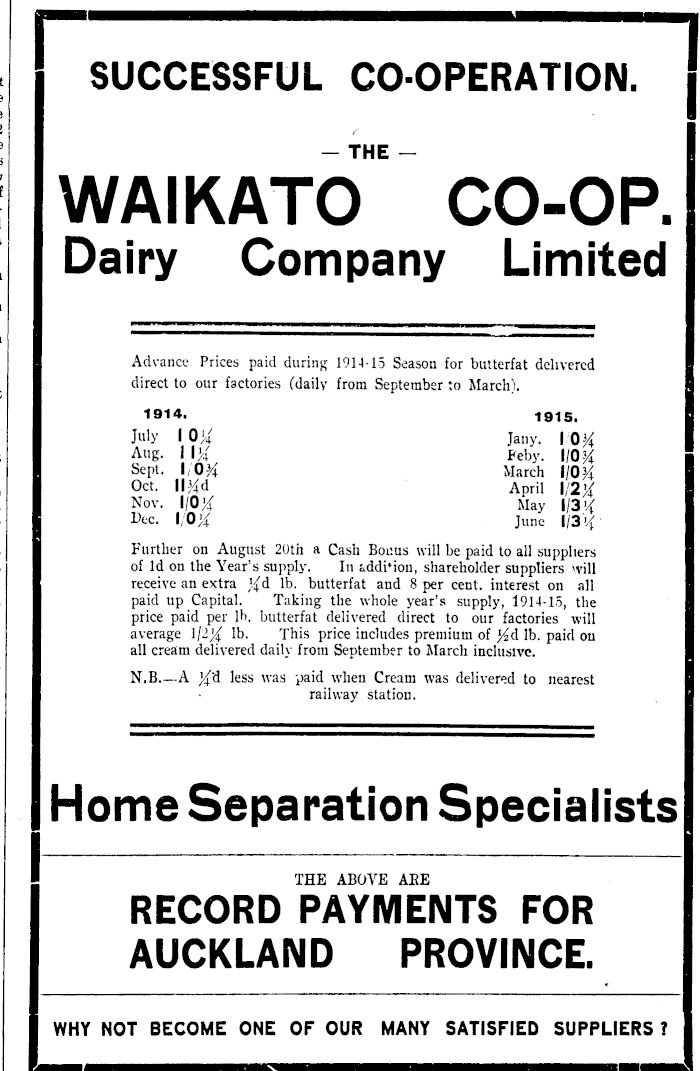 SUCCESSFUL CO-OPERATION.
— THE —
WAIKATO CO-OP.
Dairy Company Limited
Advance Prices paid during 1914-15 Season for butterfat delivered
direct to our factories (daily from September to March).
1914.
July 1 0¼
Aug. 11¼
Sept. 1/0¾
Oct. 11¾d
Nov. 1/0¼
Dec. 1/0¼
1915.
Jany. 1/0¾
Feby. 1/0¾
March 1/0¾
April 1/2¼
May 1/3¼
June 1/3¼
Further on August 20th a Cash Bonus will be paid to all suppliers
of 1d on the Year's supply. In addition, shareholder suppliers will
receive an extra ¼d lb. butterfat and 8 per cent. interest on all
paid up Capital. Taking the whole year's supply, 1914-15, the
price paid per lb. butterfat delivered direct to our factories will
average 1/2¼ lb. This price includes premium of ½d lb. paid on
all cream delivered daily from September to March inclusive.
N.B.—A ¼d less was paid when Cream was delivered to nearest
railway station.
Home Separation Specialists
THE ABOVE ARE
RECORD PAYMENTS FOR
AUCKLAND PROVINCE.
WHY NOT BECOME ONE OF OUR MANY SATISFIED SUPPLIERS?